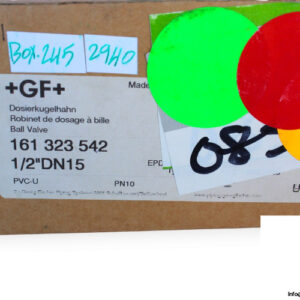 BOX-245 2940
+GF+ Made
Dosierkugelhahn
Robinet de dosage à bille
Ball Valve
161 323 542
1/2"DN15 EPD
PVC-U PN10